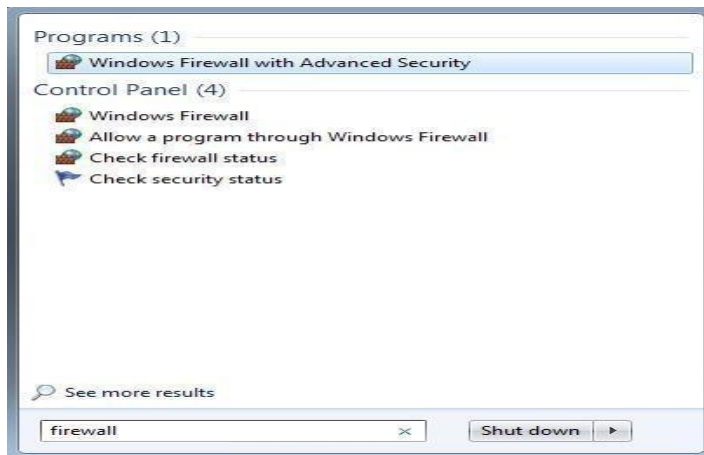 Programs (1)
Windows Firewall with Advanced Security
Control Panel (4)
Windows Firewall
Allow a program through Windows Firewall
Check firewall status
Check security status
See more results
firewall
Shut down